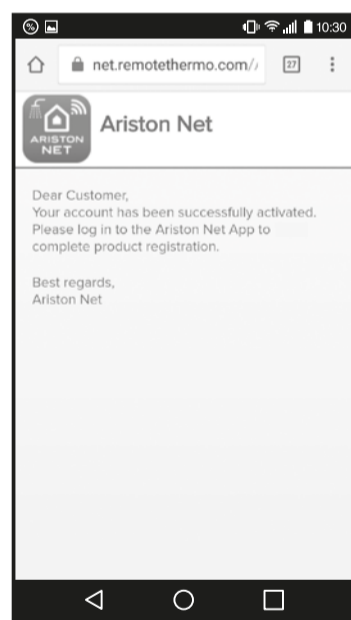 10:30
net.remotethermo.com//
27
ARISTON
NET
Ariston Net
Dear Customer,
Your account has been successfully activated.
Please log in to the Ariston Net App to
complete product registration.
Best regards,
Ariston Net